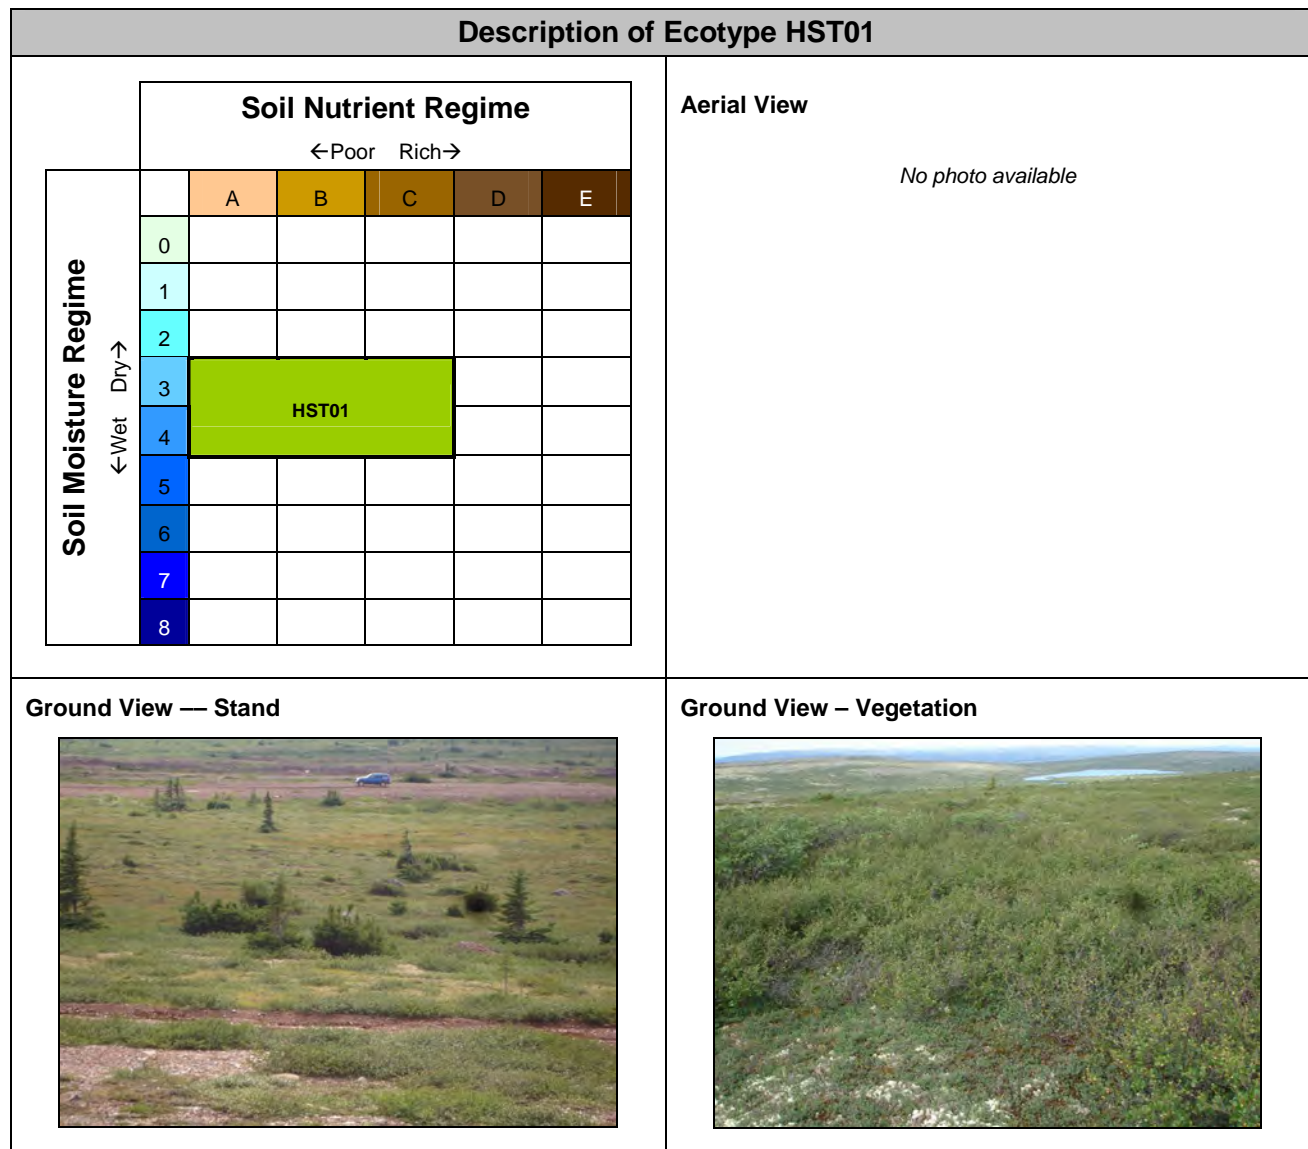 Description of Ecotype HST01
Soil Nutrient Regime
←Poor Rich→
A B C D E
Soil Moisture Regime
←Wet Dry→
0
1
2
3
HST01
4
5
6
7
8
Aerial View
No photo available
Ground View –– Stand
Ground View – Vegetation